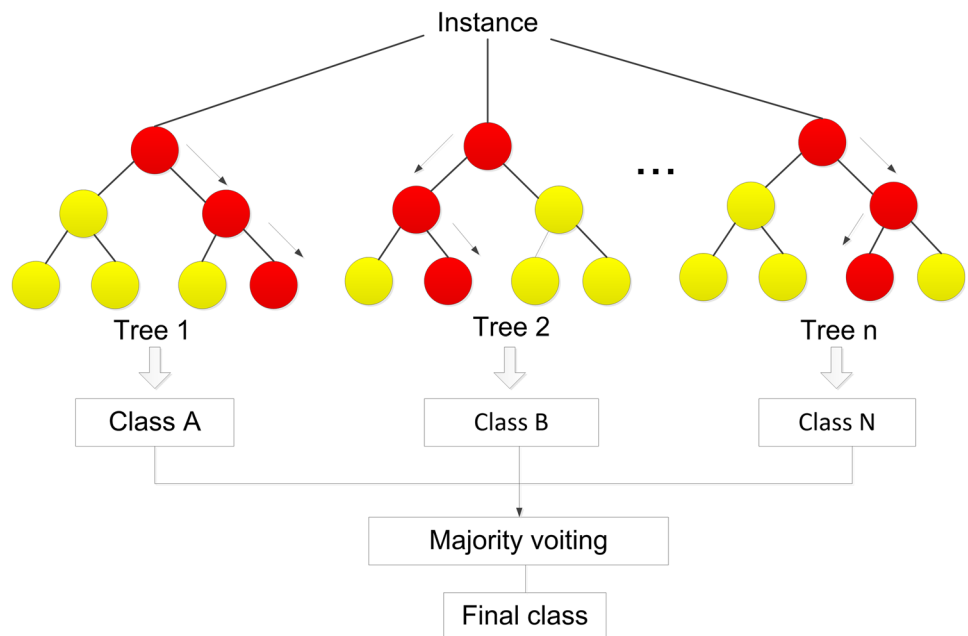 Instance
...
Tree 1
Tree 2
Tree n
Class A
Class B
Class N
Majority voiting
Final class